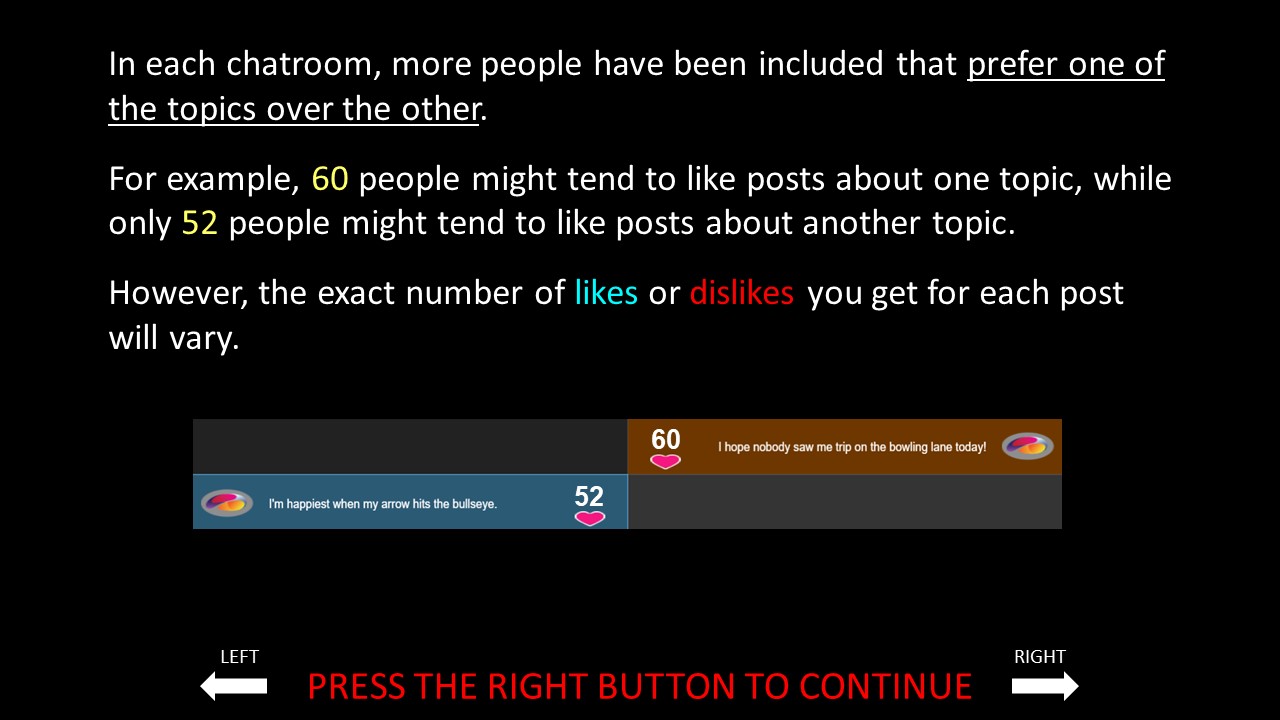 In each chatroom, more people have been included that prefer one of
the topics over the other.
For example, 60 people might tend to like posts about one topic, while
only 52 people might tend to like posts about another topic.
However, the exact number of likes or dislikes you get for each post
will vary.
60 I hope nobody saw me trip on the bowling lane today!
I'm happiest when my arrow hits the bullseye. 52
LEFT RIGHT
PRESS THE RIGHT BUTTON TO CONTINUE